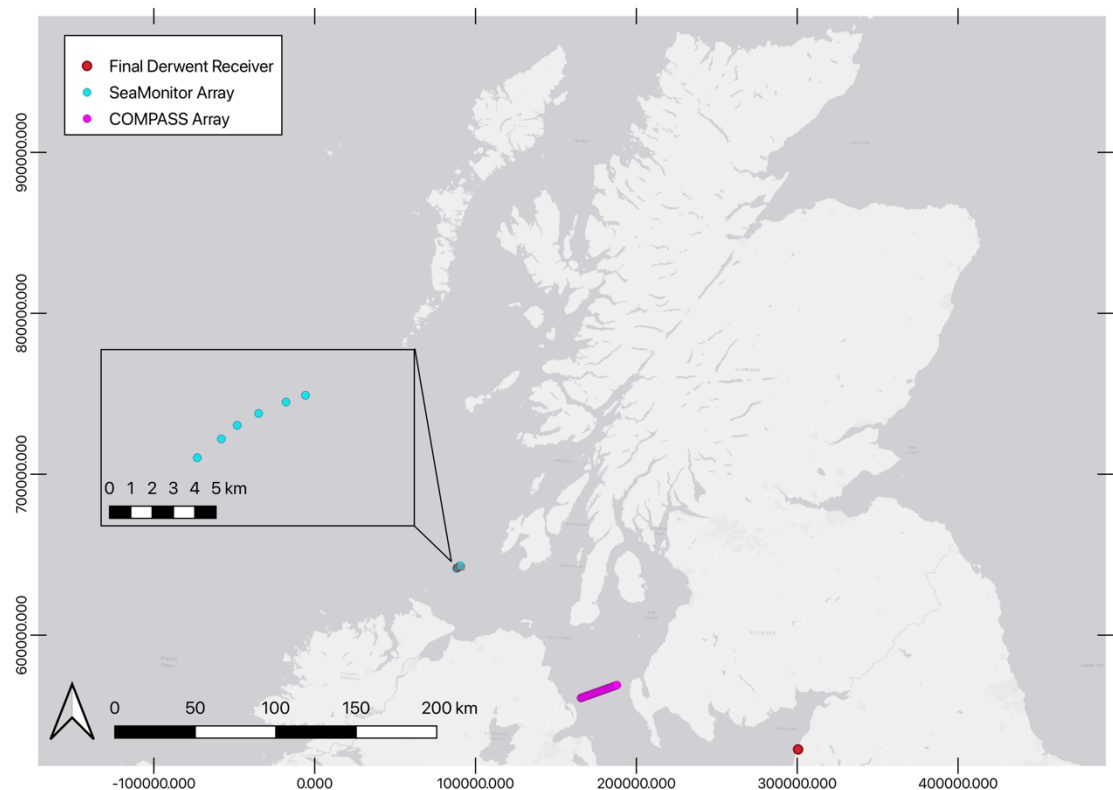 Final Derwent Receiver
SeaMonitor Array
COMPASS Array
900000.000
800000.000
700000.000
600000.000
0 1 2 3 4 5 km
0 50 100 150 200 km
-100000.000 0.000 100000.000 200000.000 300000.000 400000.000